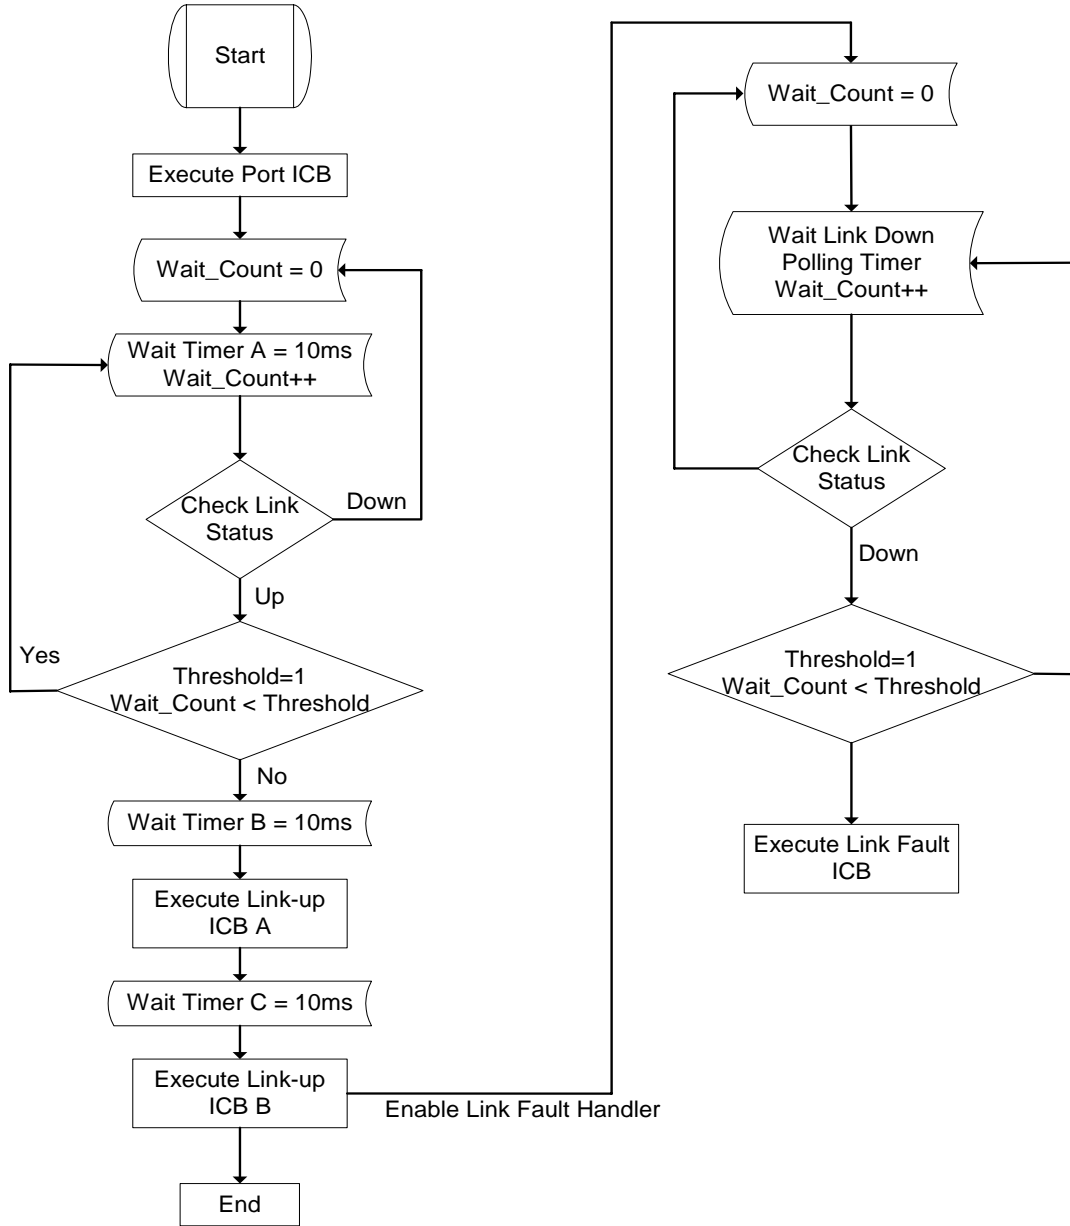 Start
Execute Port ICB
Wait_Count = 0
Wait Timer A = 10ms
Wait_Count++
Check Link
Status
Down
Up
Yes
Threshold=1
Wait_Count < Threshold
No
Wait Timer B = 10ms
Execute Link-up
ICB A
Wait Timer C = 10ms
Execute Link-up
ICB B
Enable Link Fault Handler
End
Wait_Count = 0
Wait Link Down
Polling Timer
Wait_Count++
Check Link
Status
Down
Threshold=1
Wait_Count < Threshold
Execute Link Fault
ICB